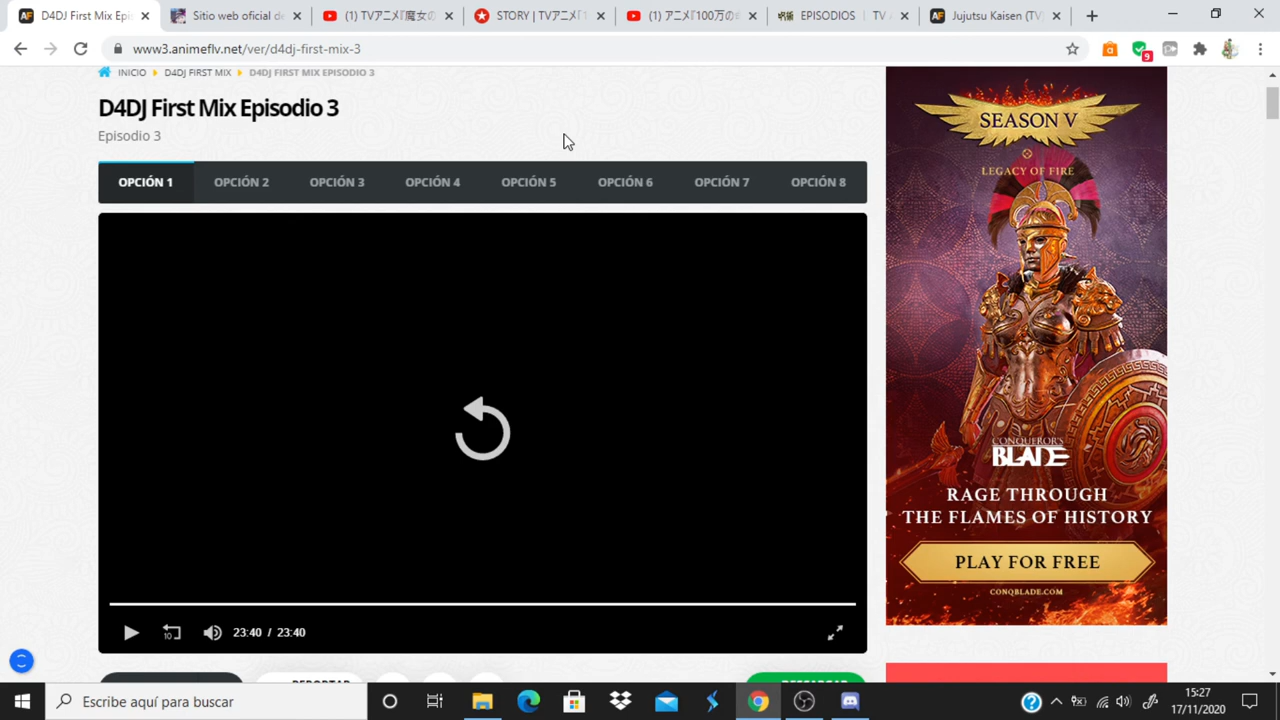 D4DJ First Mix Epi
Sitio web oficial de
(1) TVアニメ『魔女の
STORY | TVアニメ『1
(1) アニメ『100万の
EPISODIOS | TV A
Jujutsu Kaisen (TV)
www3.animeflv.net/ver/d4dj-first-mix-3
9
INICIO D4DJ FIRST MIX D4DJ FIRST MIX EPISODIO 3
D4DJ First Mix Episodio 3
Episodio 3
OPCIÓN 1 OPCIÓN 2 OPCIÓN 3 OPCIÓN 4 OPCIÓN 5 OPCIÓN 6 OPCIÓN 7 OPCIÓN 8
10 23:40 / 23:40
SEASON V
LEGACY OF FIRE
CONQUEROR'S
BLADE
RAGE THROUGH
THE FLAMES OF HISTORY
PLAY FOR FREE
CONQBLADE.COM
REPORTAR
DESCARGAR
Escribe aquí para buscar
15:27
17/11/2020